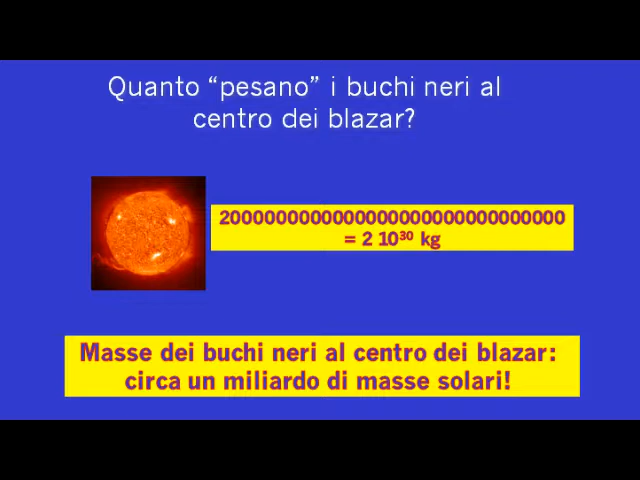 Quanto “pesano” i buchi neri al
centro dei blazar?
2000000000000000000000000000000
= 2 10³⁰ kg
Masse dei buchi neri al centro dei blazar:
circa un miliardo di masse solari!